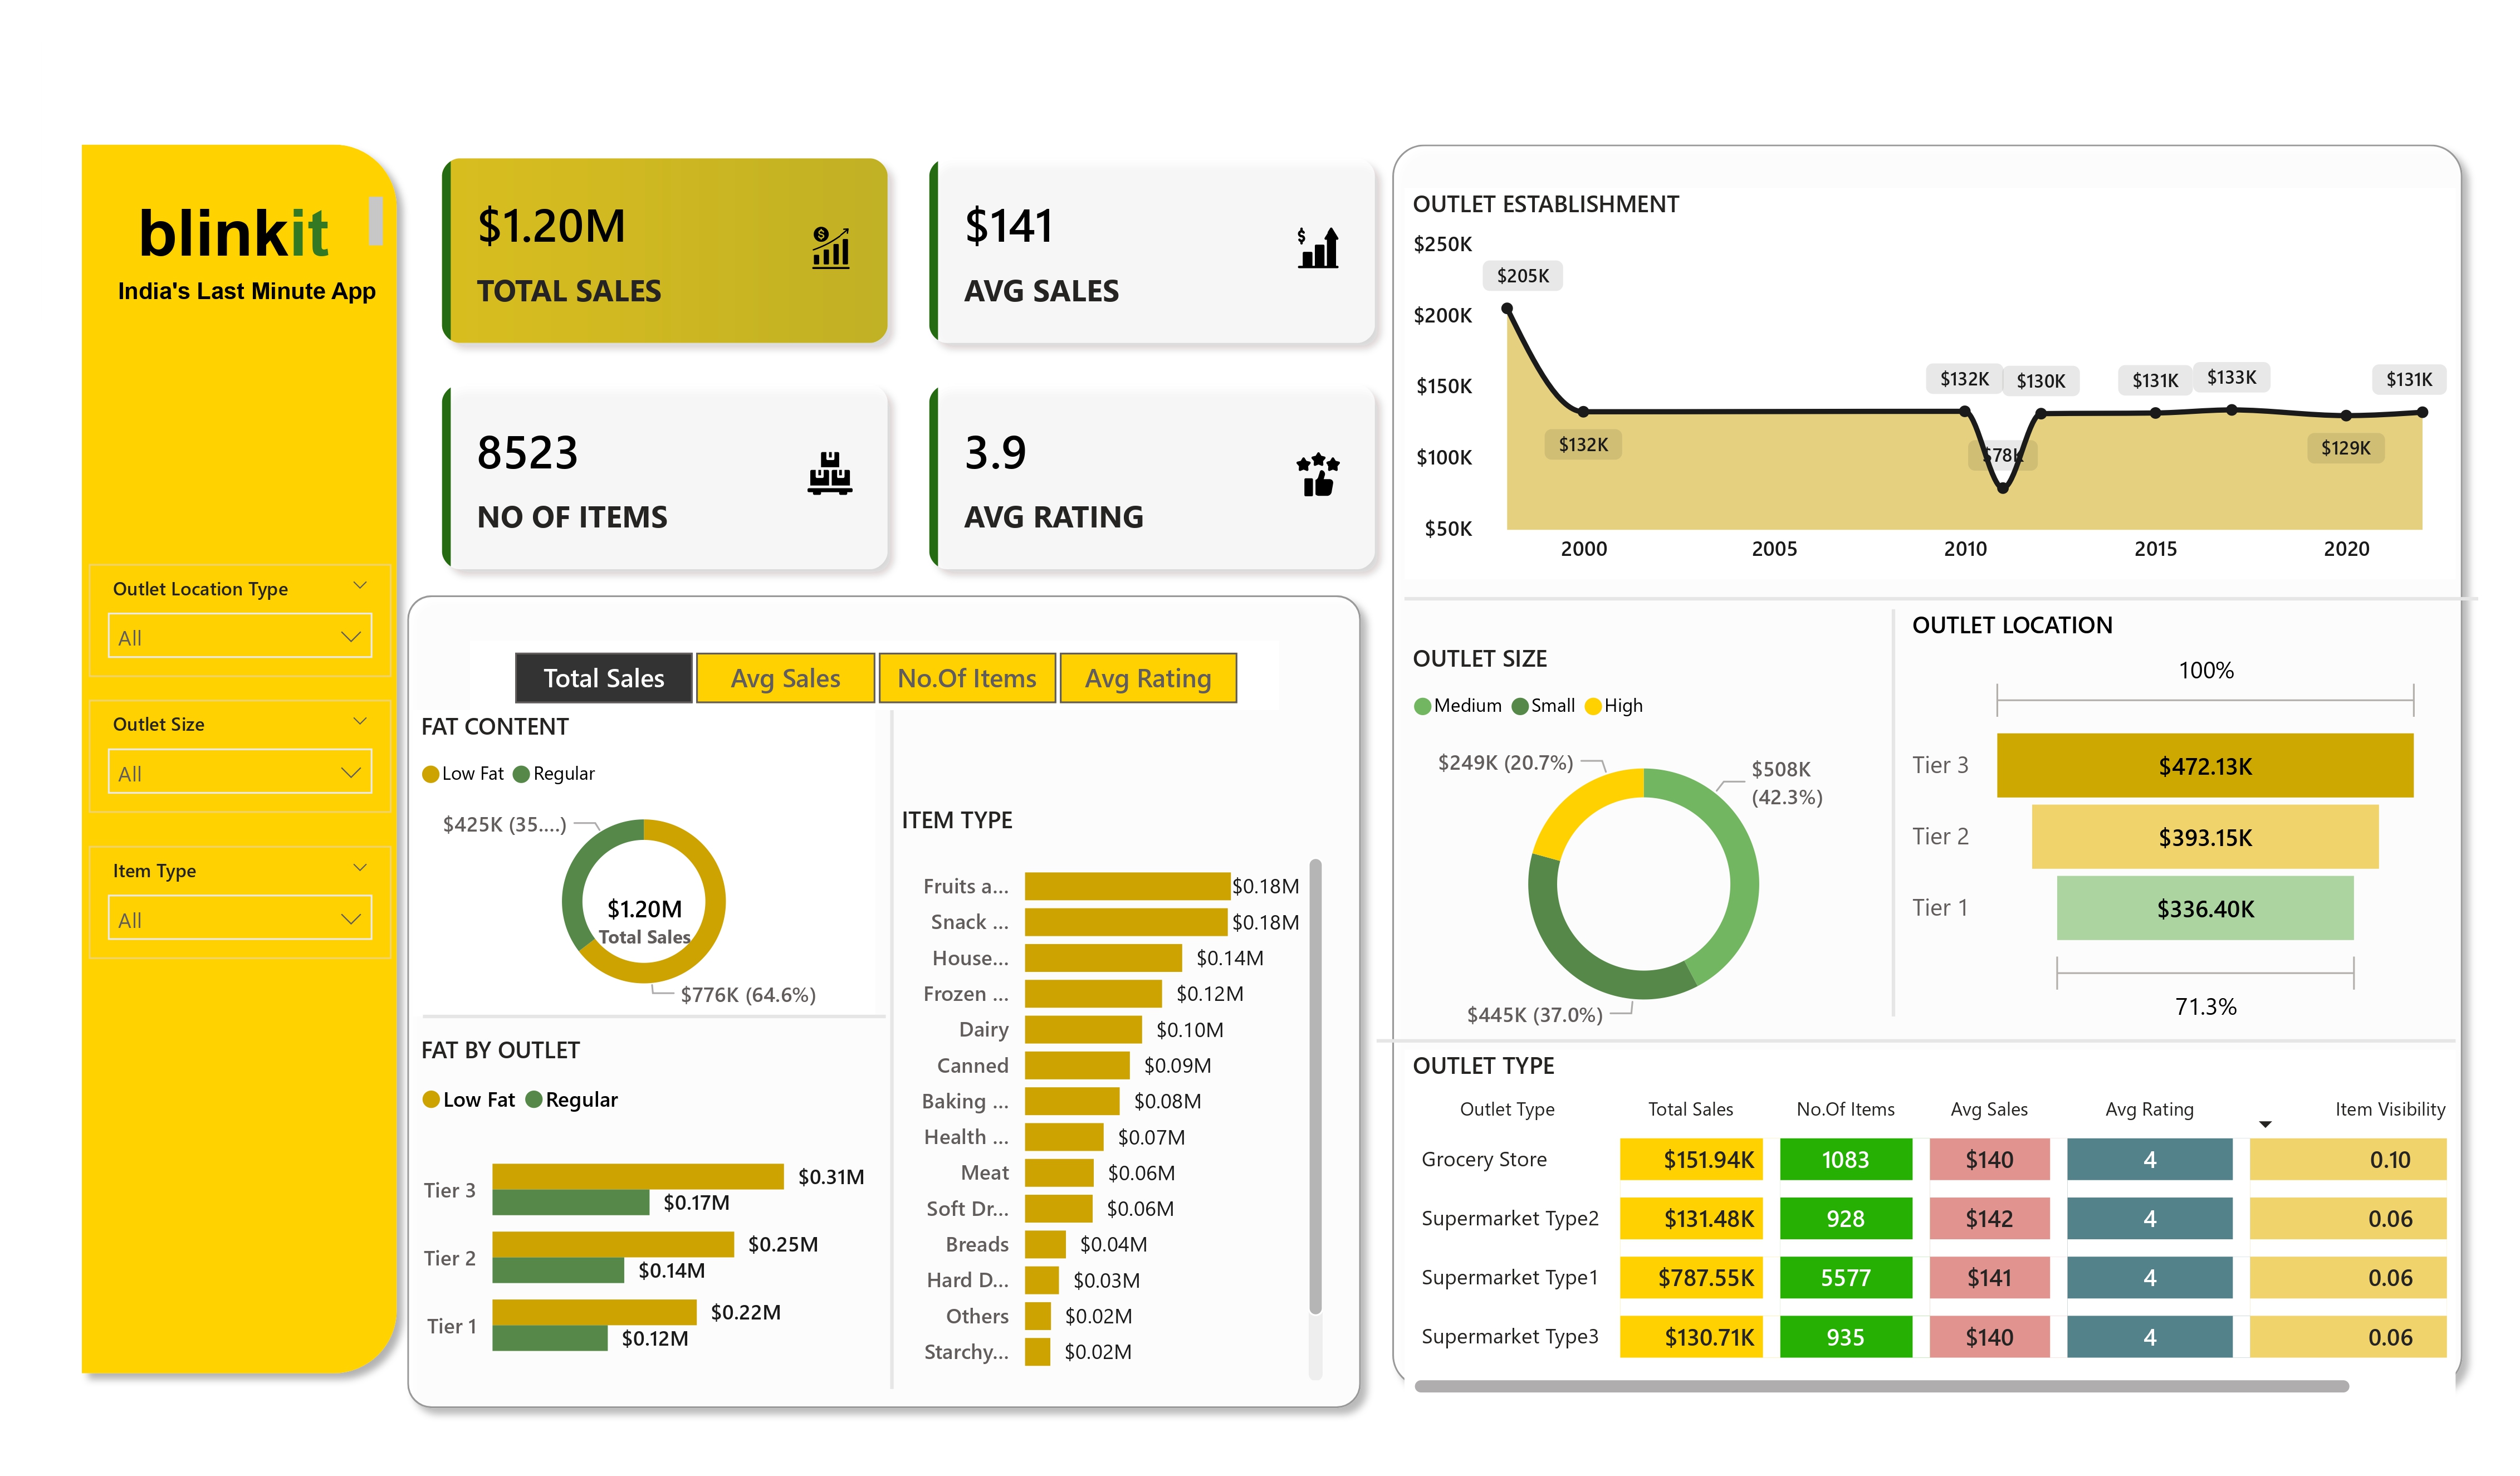 blinkit
India's Last Minute App
Outlet Location Type
All
Outlet Size
All
Item Type
All
$1.20M
TOTAL SALES
$141
AVG SALES
8523
NO OF ITEMS
3.9
AVG RATING
Total Sales Avg Sales No.Of Items Avg Rating
FAT CONTENT
Low Fat Regular
$425K (35....)
$1.20M
Total Sales
$776K (64.6%)
FAT BY OUTLET
Low Fat Regular
Tier 3 $0.31M
$0.17M
Tier 2 $0.25M
$0.14M
Tier 1 $0.22M
$0.12M
ITEM TYPE
Fruits a... $0.18M
Snack ... $0.18M
House... $0.14M
Frozen ... $0.12M
Dairy $0.10M
Canned $0.09M
Baking ... $0.08M
Health ... $0.07M
Meat $0.06M
Soft Dr... $0.06M
Breads $0.04M
Hard D... $0.03M
Others $0.02M
Starchy... $0.02M
OUTLET ESTABLISHMENT
$250K
$200K
$150K
$100K
$50K
$205K
$132K
$132K
$78K
$130K
$131K
$133K
$129K
$131K
2000 2005 2010 2015 2020
OUTLET SIZE
Medium Small High
$249K (20.7%)
$508K
(42.3%)
$445K (37.0%)
OUTLET LOCATION
100%
Tier 3 $472.13K
Tier 2 $393.15K
Tier 1 $336.40K
71.3%
OUTLET TYPE
Outlet Type Total Sales No.Of Items Avg Sales Avg Rating Item Visibility
Grocery Store $151.94K 1083 $140 4 0.10
Supermarket Type2 $131.48K 928 $142 4 0.06
Supermarket Type1 $787.55K 5577 $141 4 0.06
Supermarket Type3 $130.71K 935 $140 4 0.06